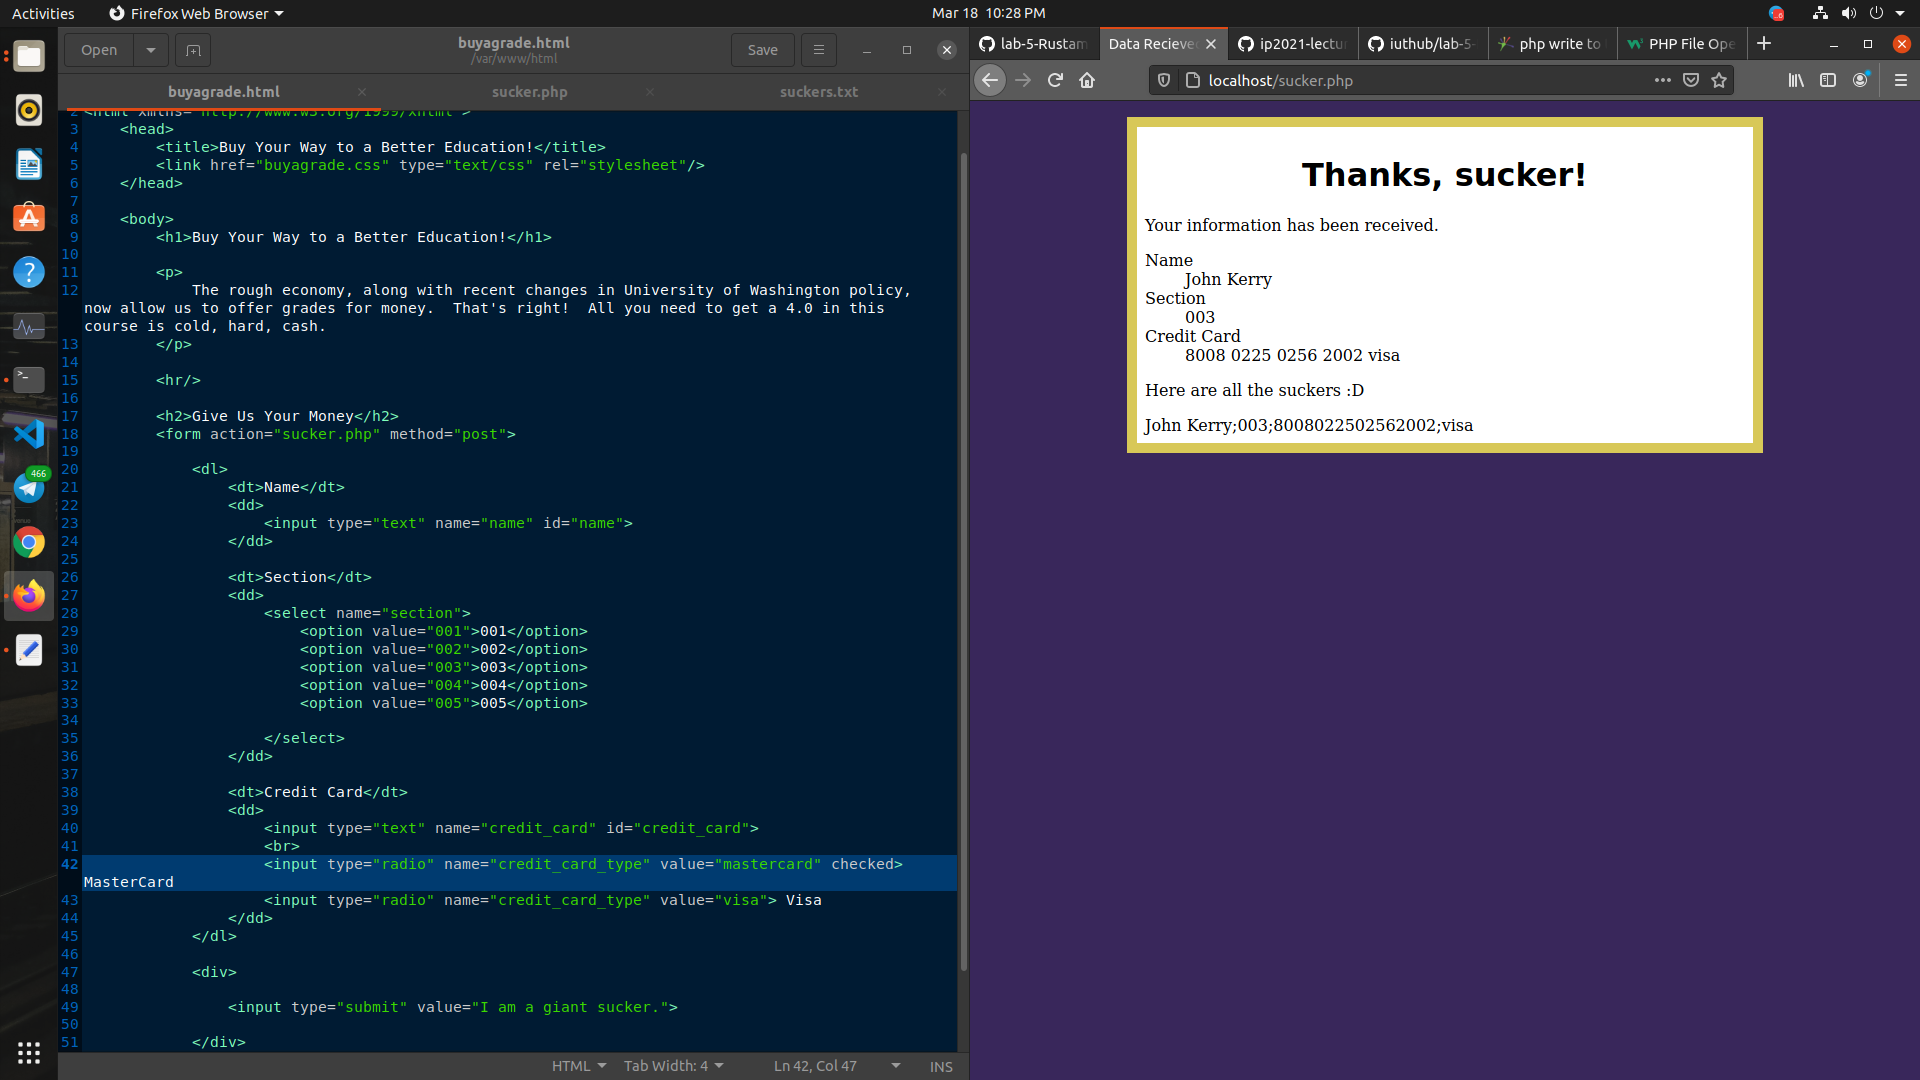 Activities
Firefox Web Browser
Mar 18 10:28 PM
Open
buyagrade.html
/var/www/html
Save
buyagrade.html
sucker.php
suckers.txt
2 <html xmlns="http://www.w3.org/1999/xhtml">
3 <head>
4 <title>Buy Your Way to a Better Education!</title>
5 <link href="buyagrade.css" type="text/css" rel="stylesheet"/>
6 </head>
7
8 <body>
9 <h1>Buy Your Way to a Better Education!</h1>
10
11 <p>
12 The rough economy, along with recent changes in University of Washington policy,
now allow us to offer grades for money.  That's right!  All you need to get a 4.0 in this
course is cold, hard, cash.
13 </p>
14
15 <hr/>
16
17 <h2>Give Us Your Money</h2>
18 <form action="sucker.php" method="post">
19
20 <dl>
21 <dt>Name</dt>
22 <dd>
23 <input type="text" name="name" id="name">
24 </dd>
25
26 <dt>Section</dt>
27 <dd>
28 <select name="section">
29 <option value="001">001</option>
30 <option value="002">002</option>
31 <option value="003">003</option>
32 <option value="004">004</option>
33 <option value="005">005</option>
34
35 </select>
36 </dd>
37
38 <dt>Credit Card</dt>
39 <dd>
40 <input type="text" name="credit_card" id="credit_card">
41 <br>
42 <input type="radio" name="credit_card_type" value="mastercard" checked>
MasterCard
43 <input type="radio" name="credit_card_type" value="visa"> Visa
44 </dd>
45 </dl>
46
47 <div>
48
49 <input type="submit" value="I am a giant sucker.">
50
51 </div>
HTML
Tab Width: 4
Ln 42, Col 47
INS
466
lab-5-Rustam
Data Recieved
ip2021-lectu
iuthub/lab-5-
php write to
PHP File Ope
localhost/sucker.php
Thanks, sucker!
Your information has been received.
Name
John Kerry
Section
003
Credit Card
8008 0225 0256 2002 visa
Here are all the suckers :D
John Kerry;003;8008022502562002;visa